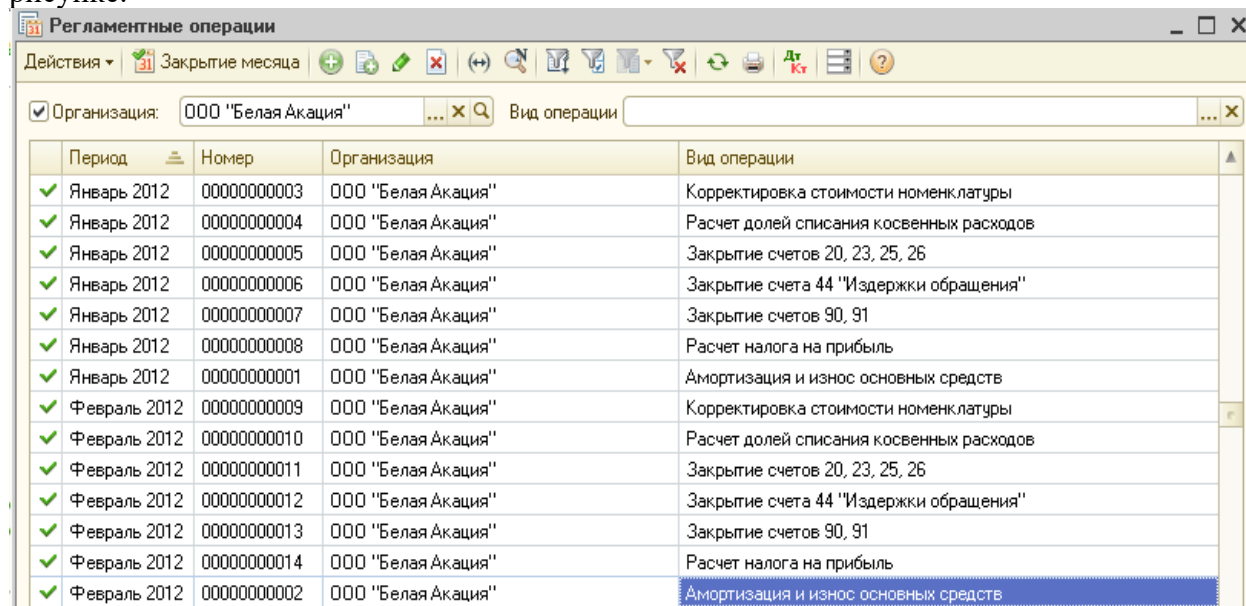 рисунке.
Регламентные операции
Действия Закрытие месяца Дт Кт
Организация: ООО "Белая Акация" ... Вид операции ...
Период Номер Организация Вид операции
Январь 2012 00000000003 ООО "Белая Акация" Корректировка стоимости номенклатуры
Январь 2012 00000000004 ООО "Белая Акация" Расчет долей списания косвенных расходов
Январь 2012 00000000005 ООО "Белая Акация" Закрытие счетов 20, 23, 25, 26
Январь 2012 00000000006 ООО "Белая Акация" Закрытие счета 44 "Издержки обращения"
Январь 2012 00000000007 ООО "Белая Акация" Закрытие счетов 90, 91
Январь 2012 00000000008 ООО "Белая Акация" Расчет налога на прибыль
Январь 2012 00000000001 ООО "Белая Акация" Амортизация и износ основных средств
Февраль 2012 00000000009 ООО "Белая Акация" Корректировка стоимости номенклатуры
Февраль 2012 00000000010 ООО "Белая Акация" Расчет долей списания косвенных расходов
Февраль 2012 00000000011 ООО "Белая Акация" Закрытие счетов 20, 23, 25, 26
Февраль 2012 00000000012 ООО "Белая Акация" Закрытие счета 44 "Издержки обращения"
Февраль 2012 00000000013 ООО "Белая Акация" Закрытие счетов 90, 91
Февраль 2012 00000000014 ООО "Белая Акация" Расчет налога на прибыль
Февраль 2012 00000000002 ООО "Белая Акация" Амортизация и износ основных средств